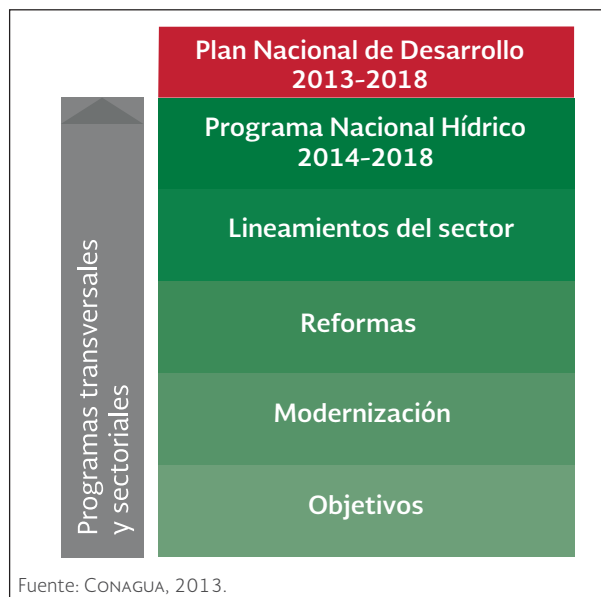 Plan Nacional de Desarrollo
2013-2018
Programa Nacional Hídrico
2014-2018
Lineamientos del sector
Reformas
Modernización
Objetivos
Programas transversales
y sectoriales
Fuente: CONAGUA, 2013.